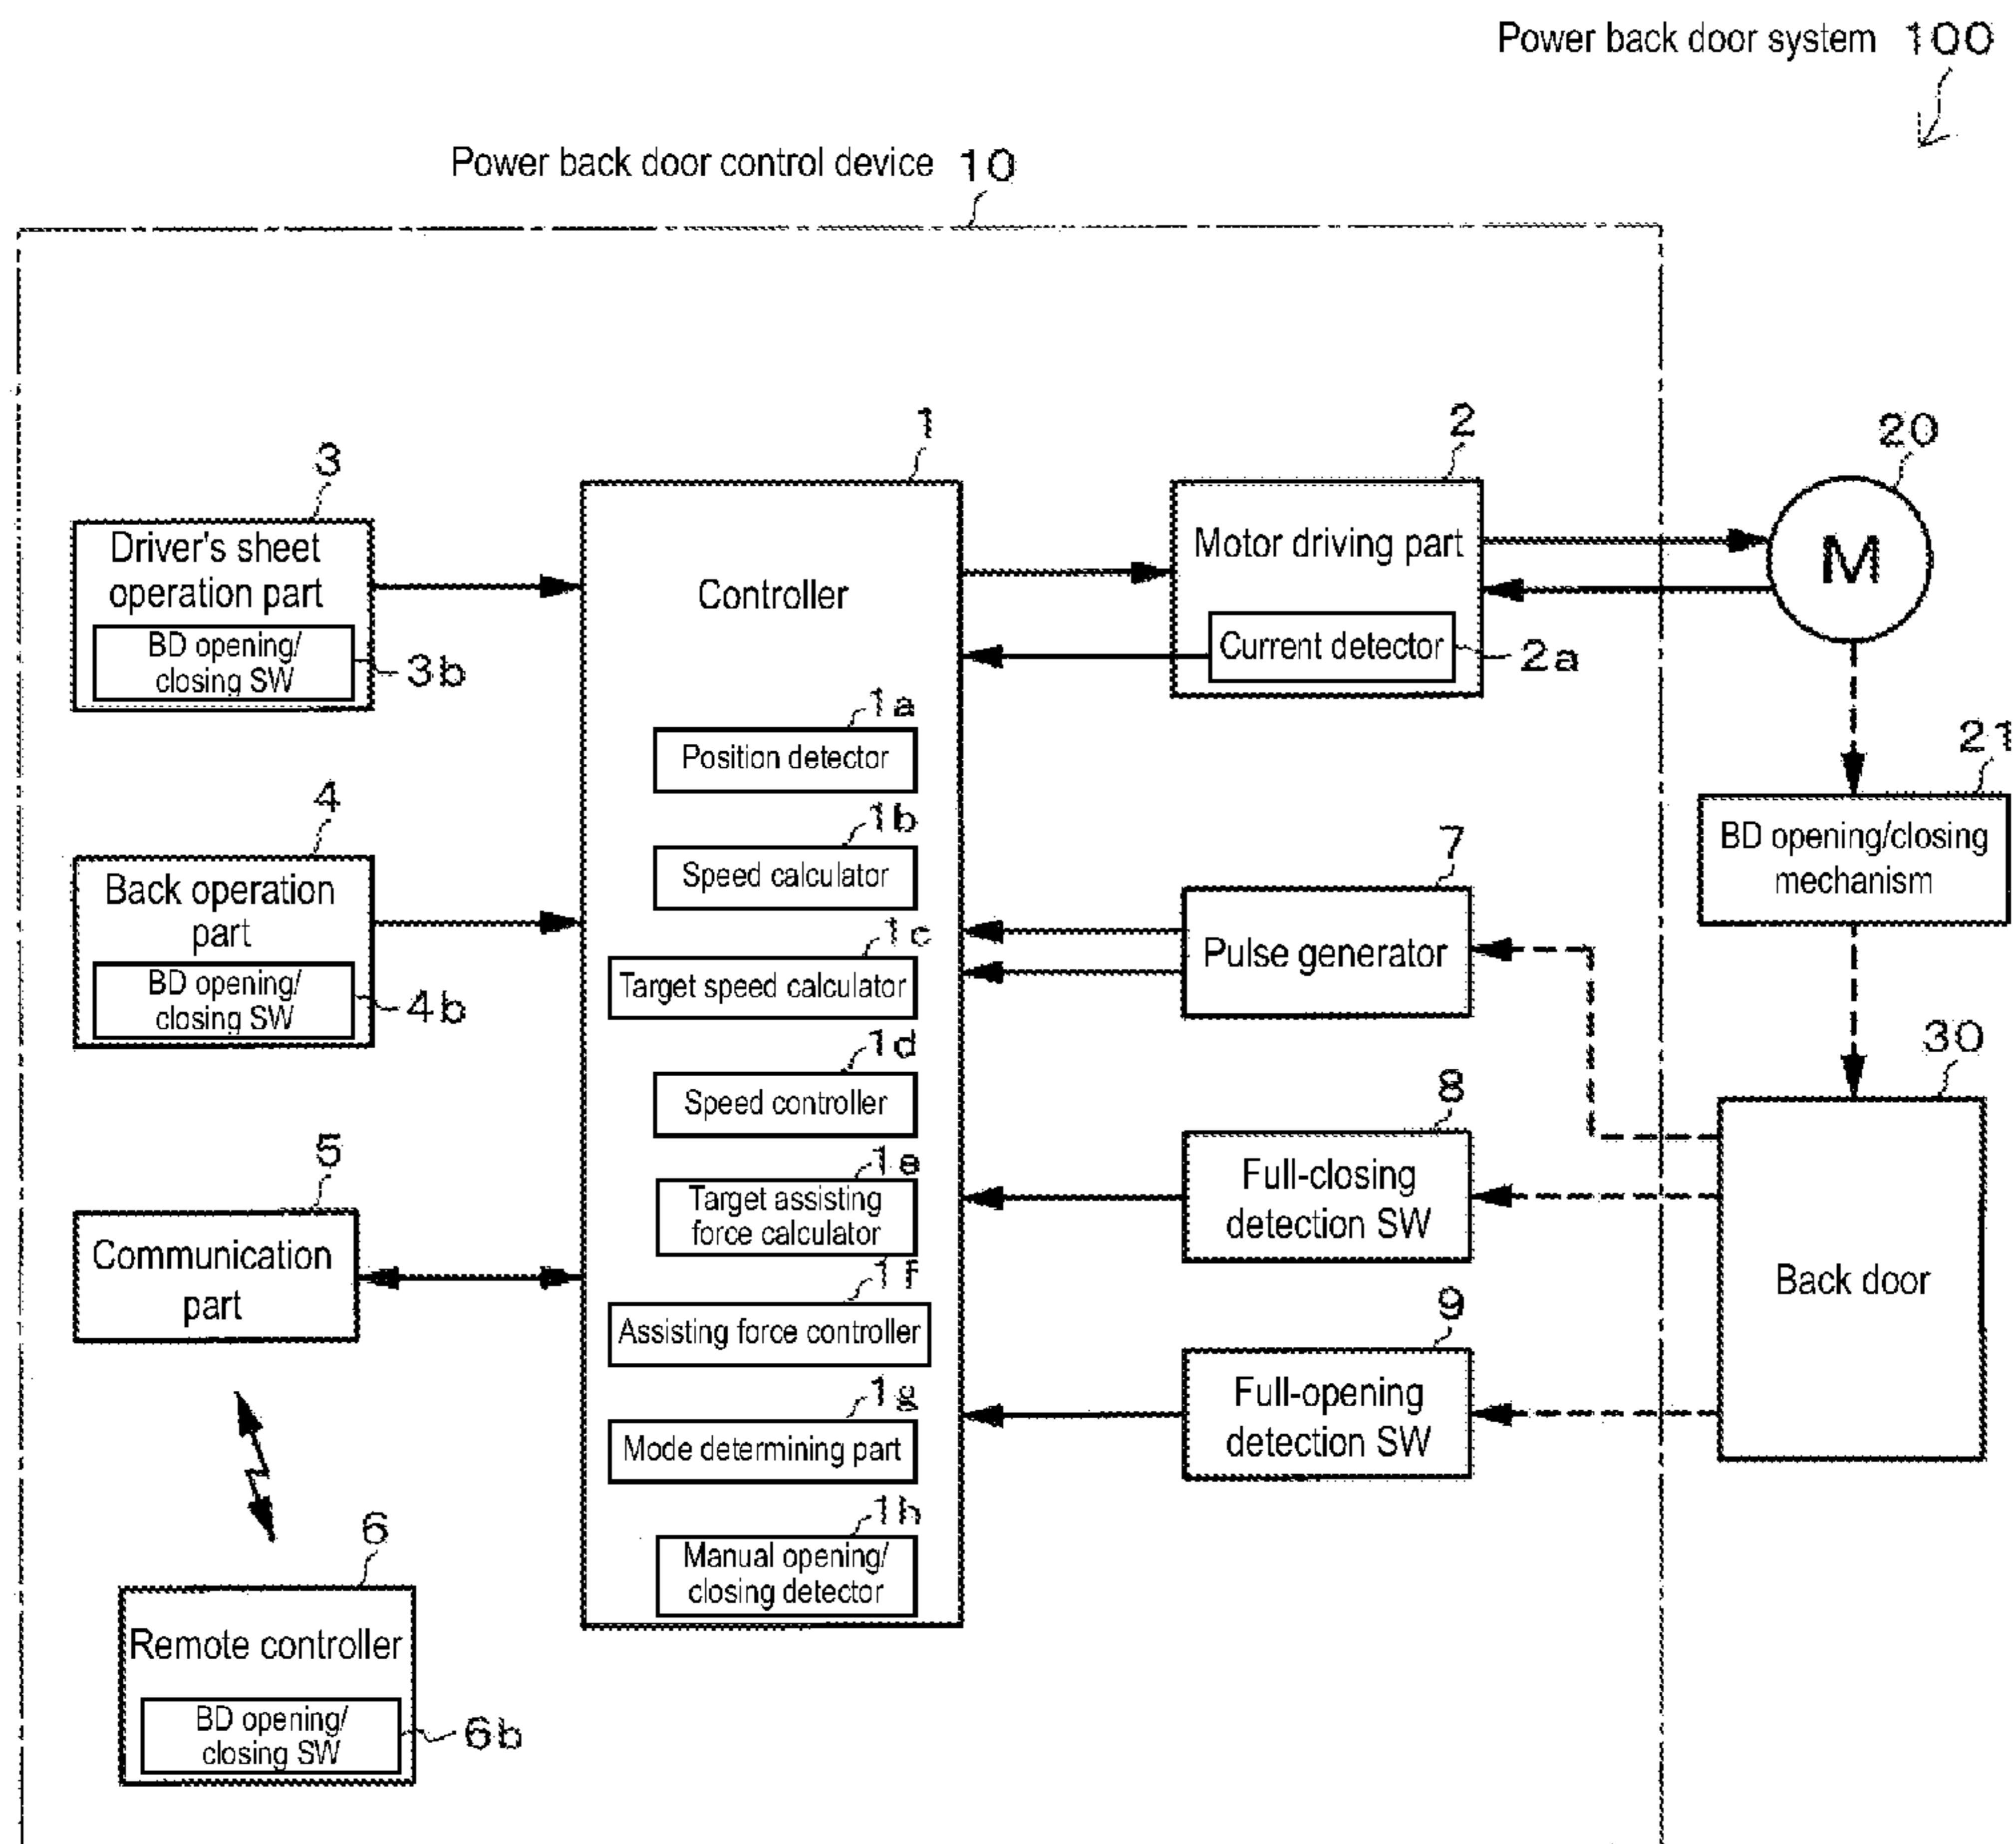 Power back door system 100
Power back door control device 10
1
2
20
3
Driver's sheet
operation part
BD opening/
closing SW
3b
Controller
Motor driving part
Current detector
2a
M
1a
Position detector
21
BD opening/closing
mechanism
4
Back operation
part
BD opening/
closing SW
4b
1b
Speed calculator
7
Pulse generator
1c
Target speed calculator
1d
Speed controller
30
Back door
8
Full-closing
detection SW
5
Communication
part
1e
Target assisting
force calculator
1f
Assisting force controller
9
Full-opening
detection SW
1g
Mode determining part
1h
Manual opening/
closing detector
6
Remote controller
BD opening/
closing SW
6b